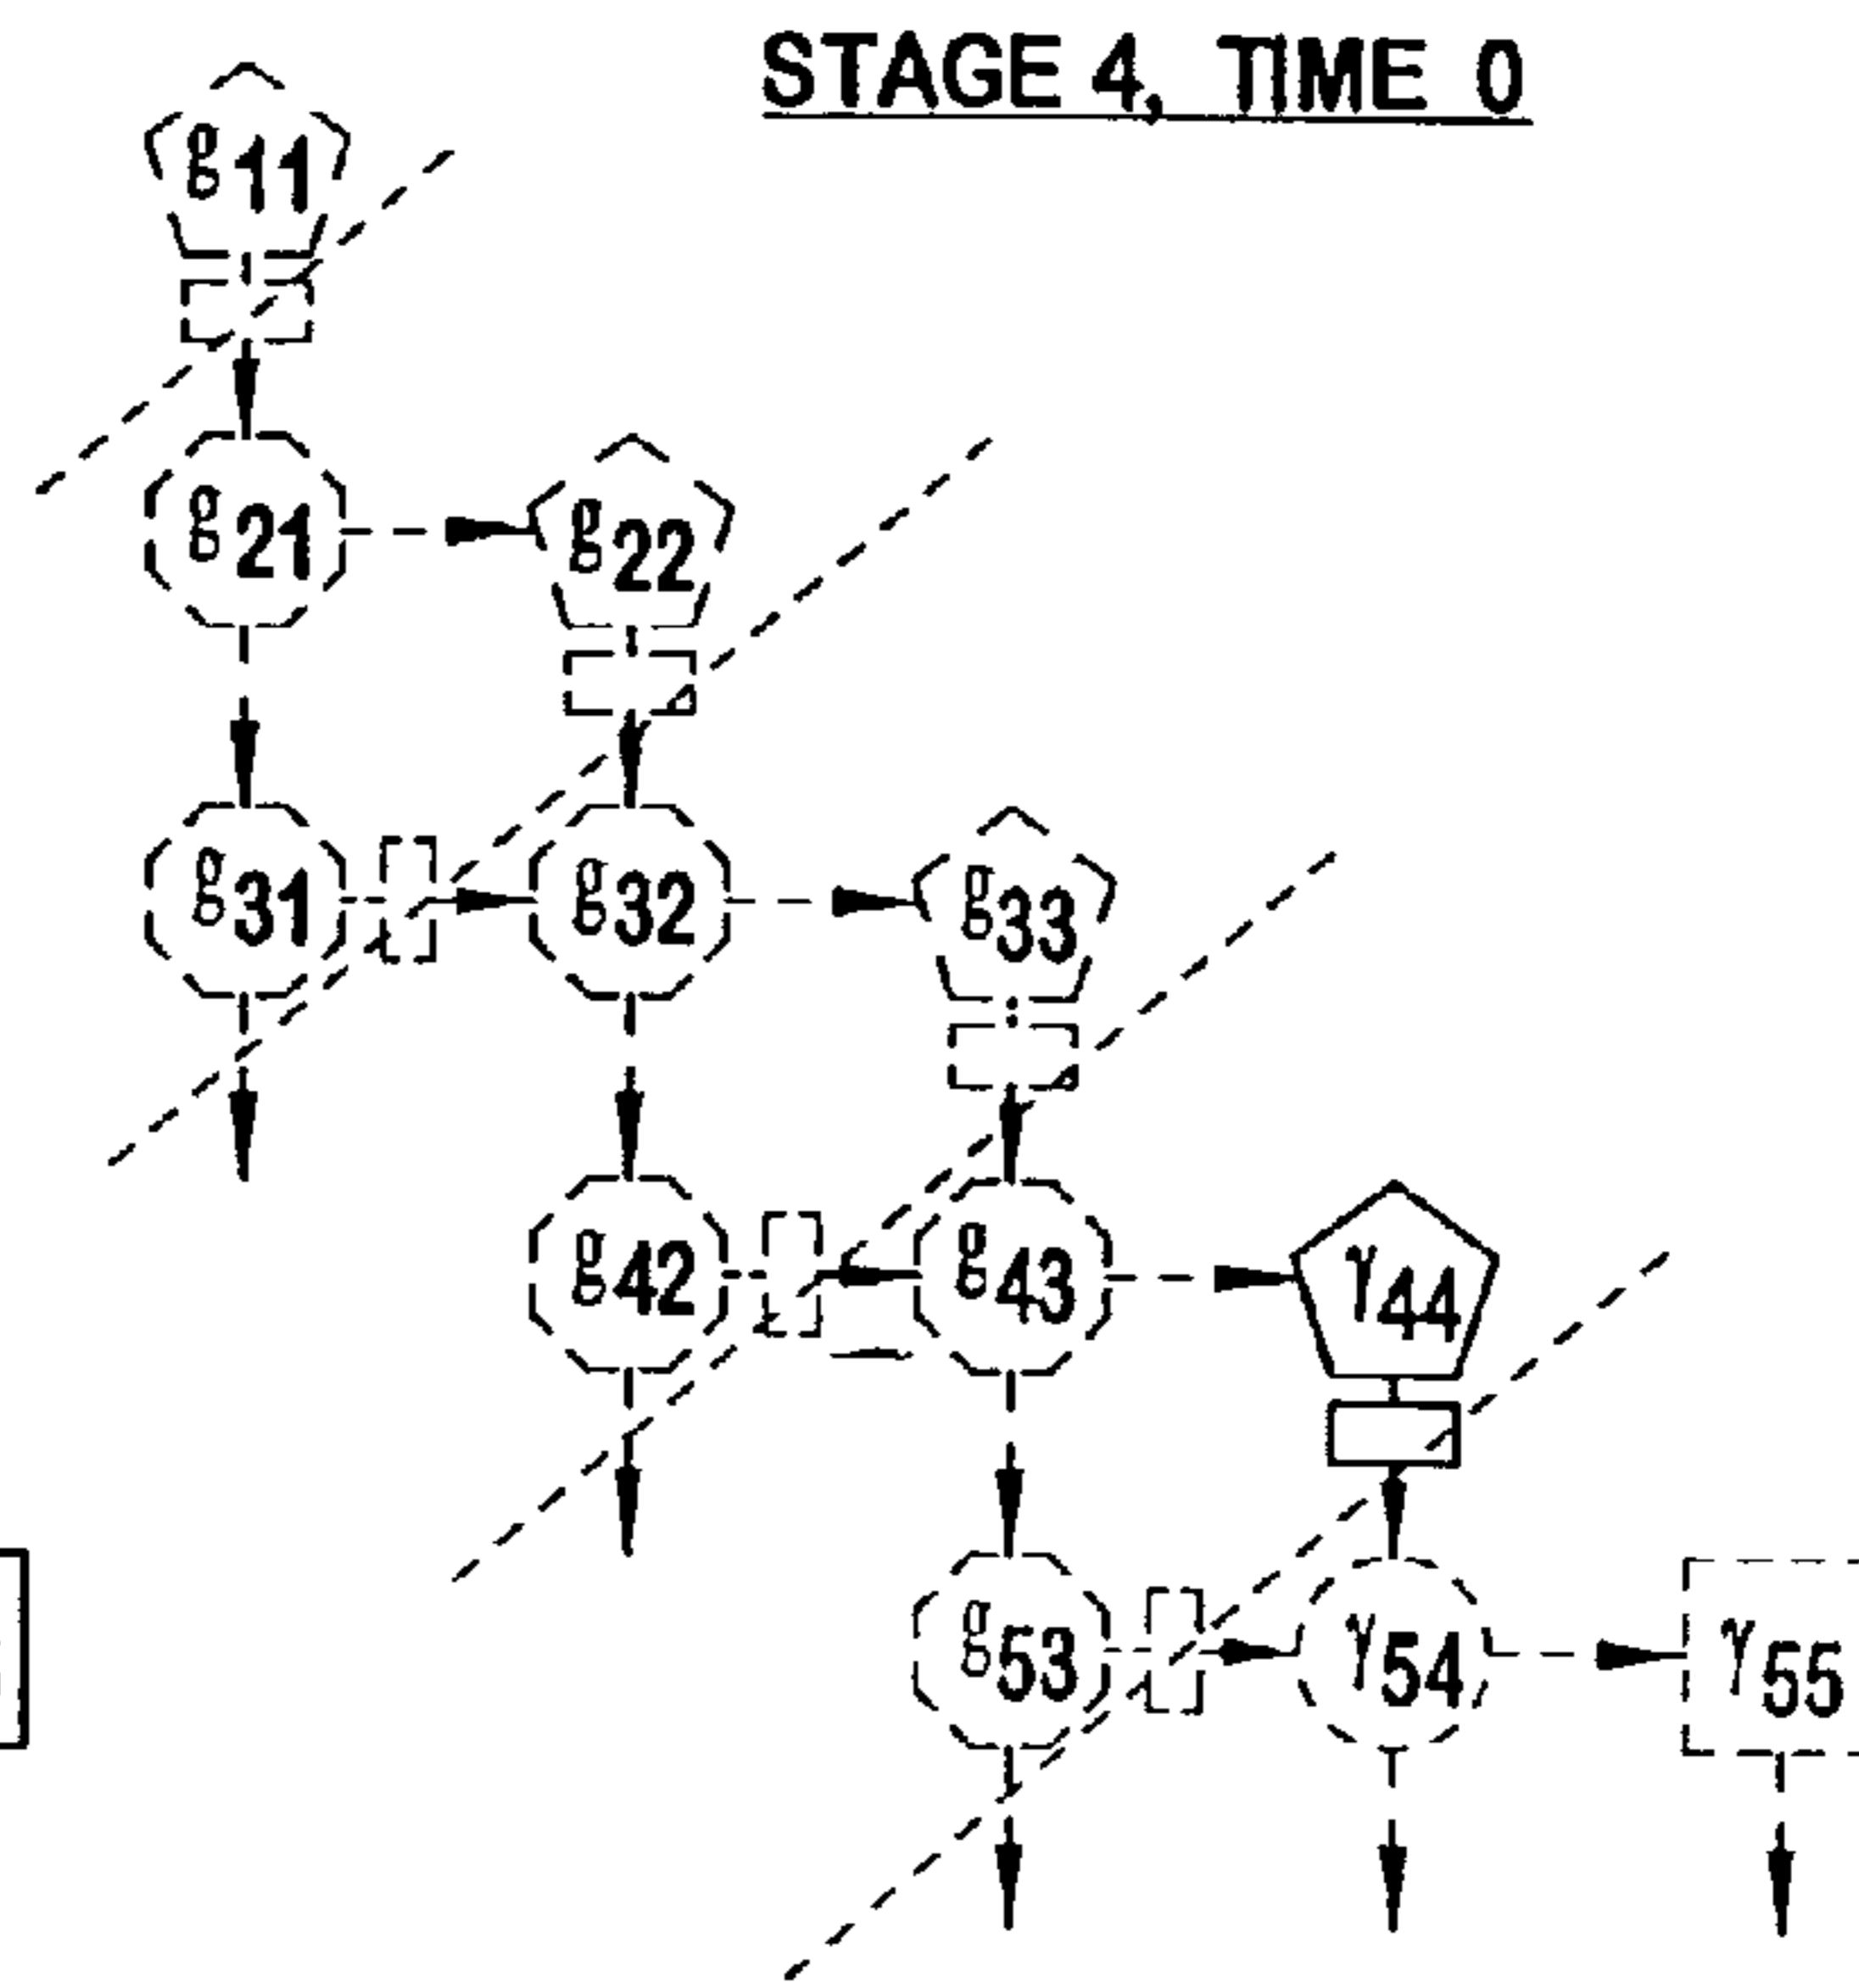 STAGE 4, TIME 0
g11
g21 g22
g31 g32 g33
g42 g43 γ44
g53 γ54 γ55